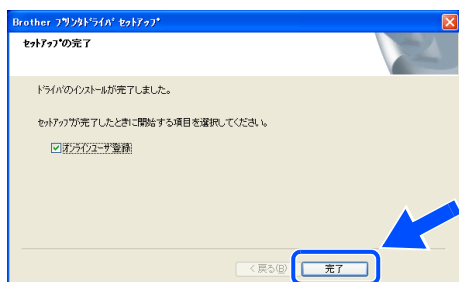 Brother ﾌﾟﾘﾝﾀﾄﾞﾗｲﾊﾞ ｾｯﾄｱｯﾌﾟ
ｾｯﾄｱｯﾌﾟの完了
ﾄﾞﾗｲﾊﾞのｲﾝｽﾄｰﾙが完了しました。
ｾｯﾄｱｯﾌﾟが完了したときに開始する項目を選択してください。
ｵﾝﾗｲﾝﾕｰｻﾞ登録
< 戻る(B)
完了